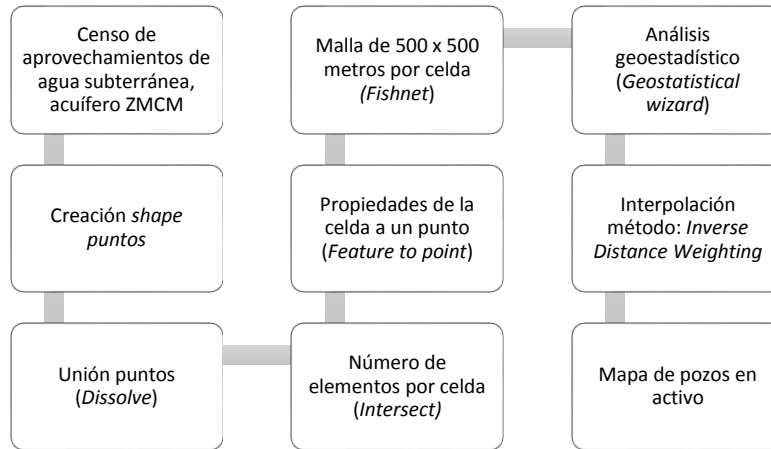 Censo de
aprovechamientos de
agua subterránea,
acuífero ZMCM
Creación shape
puntos
Unión puntos
(Dissolve)
Número de
elementos por celda
(Intersect)
Propiedades de la
celda a un punto
(Feature to point)
Malla de 500 x 500
metros por celda
(Fishnet)
Análisis
geoestadístico
(Geostatistical
wizard)
Interpolación
método: Inverse
Distance Weighting
Mapa de pozos en
activo